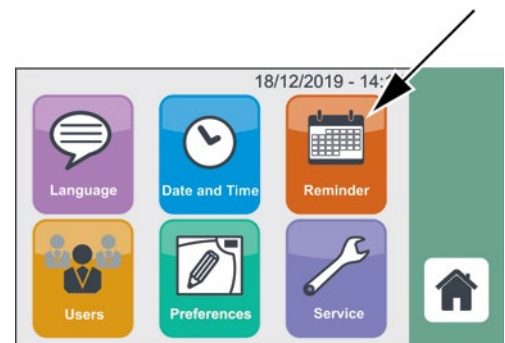 18/12/2019 - 14:
Language
Date and Time
Reminder
Users
Preferences
Service